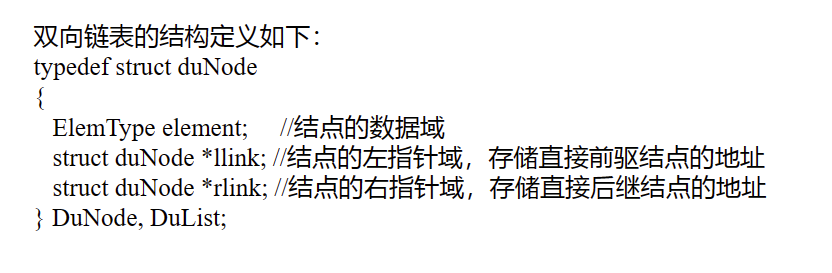 双向链表的结构定义如下：
typedef struct duNode
{
ElemType element; //结点的数据域
struct duNode *llink; //结点的左指针域，存储直接前驱结点的地址
struct duNode *rlink; //结点的右指针域，存储直接后继结点的地址
} DuNode, DuList;